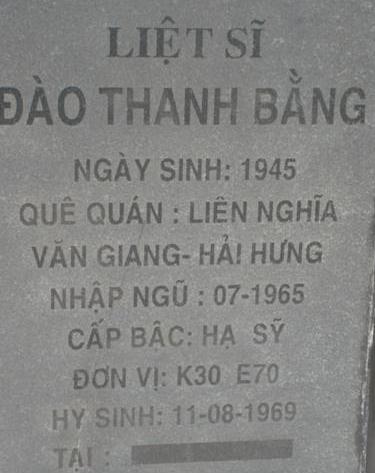 LIỆT SĨ
ĐÀO THANH BẰNG
NGÀY SINH: 1945
QUÊ QUÁN : LIÊN NGHĨA
VĂN GIANG- HẢI HƯNG
NHẬP NGŨ : 07-1965
CẤP BẬC: HẠ SỸ
ĐƠN VỊ: K30 E70
HY SINH: 11-08-1969
TẠI :